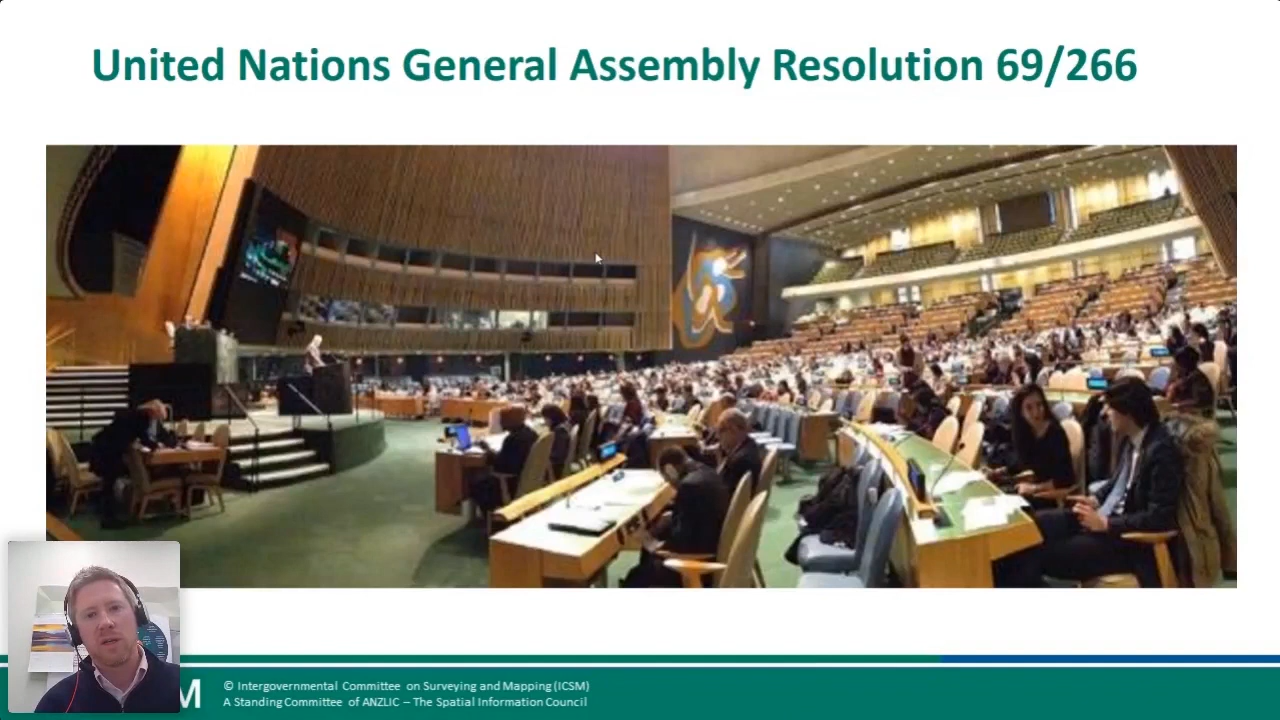 United Nations General Assembly Resolution 69/266
M
© Intergovernmental Committee on Surveying and Mapping (ICSM)
A Standing Committee of ANZLIC – The Spatial Information Council